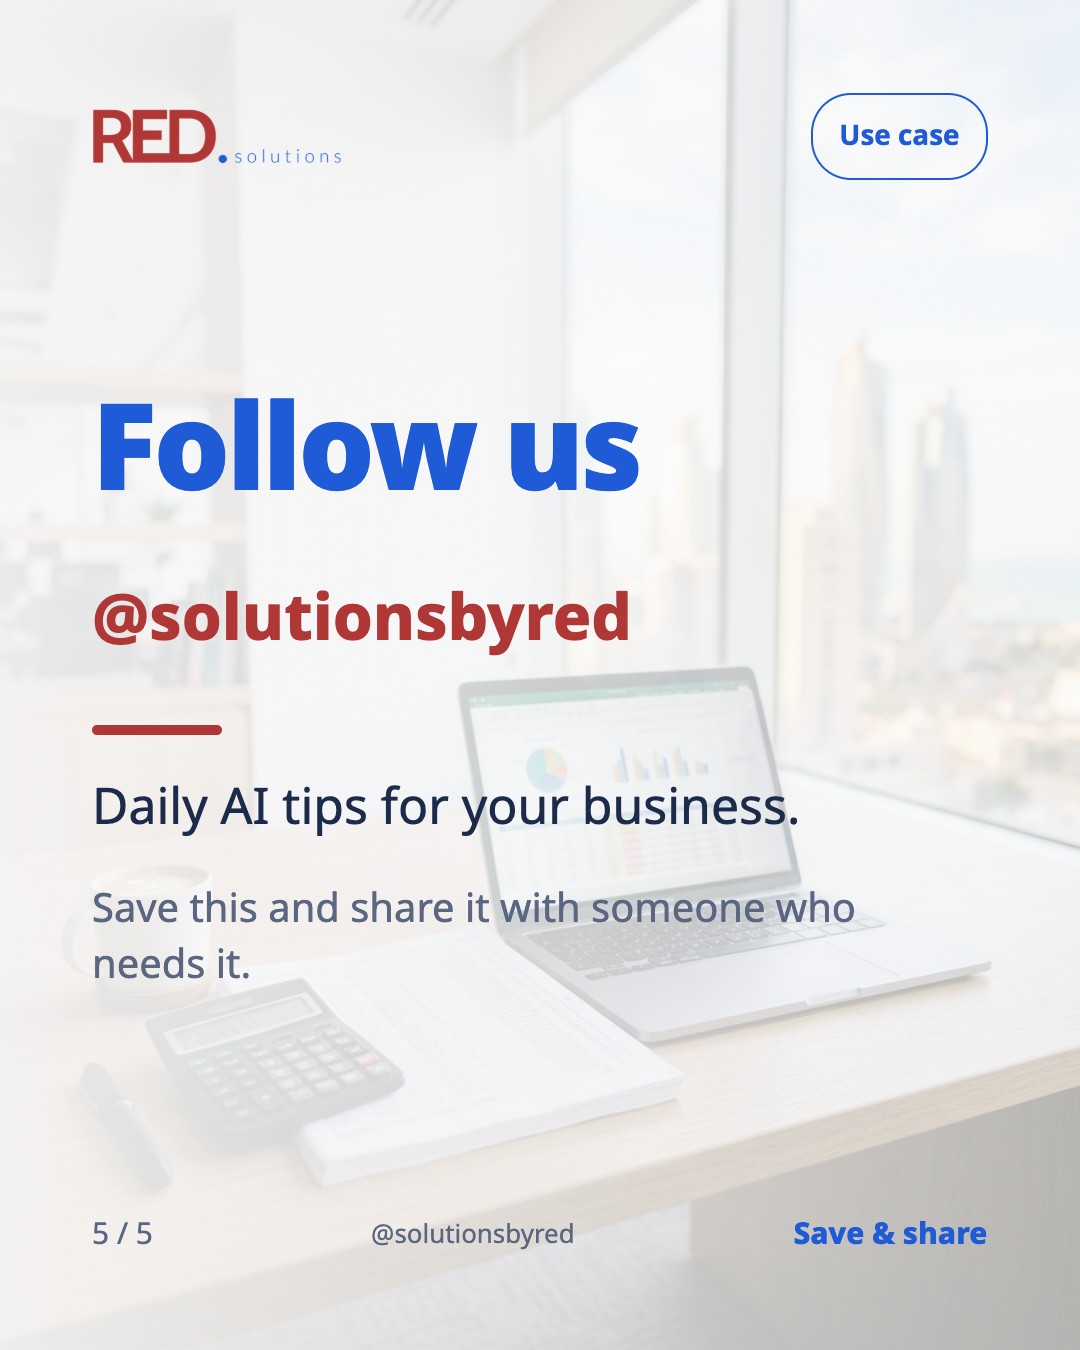 RED.solutions
Use case
Follow us
@solutionsbyred
Daily AI tips for your business.
Save this and share it with someone who
needs it.
5 / 5
@solutionsbyred
Save & share